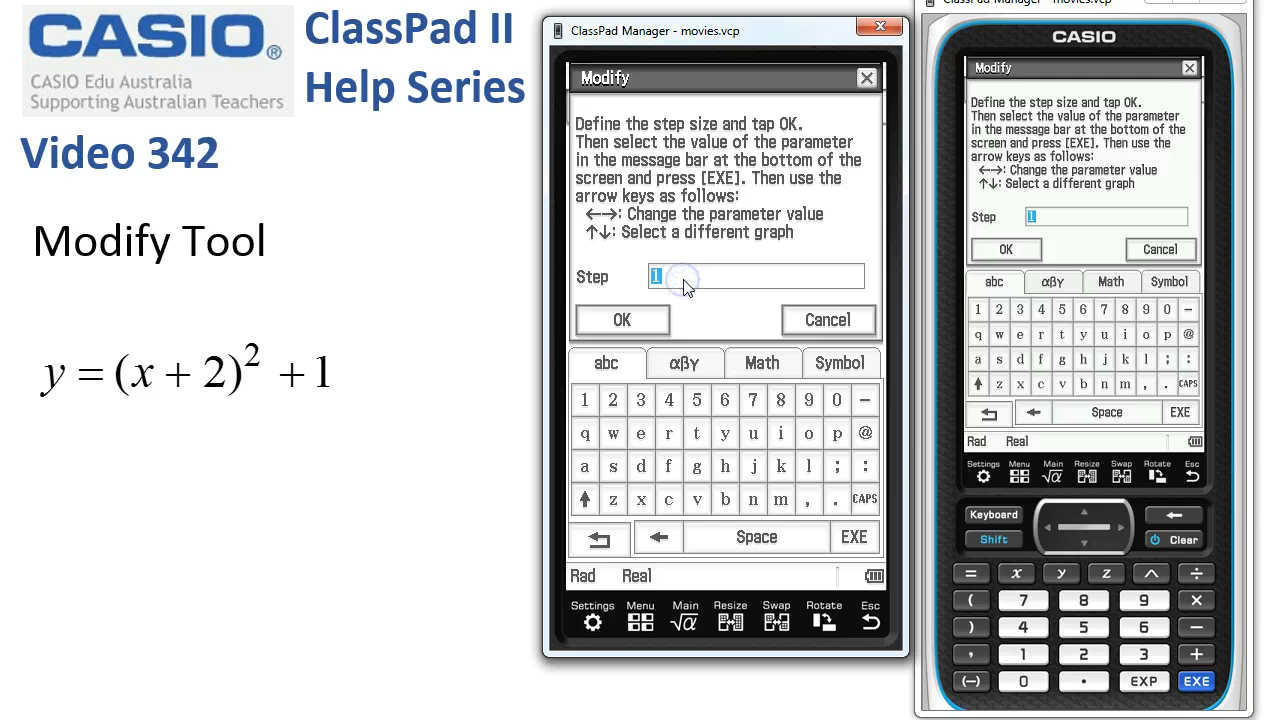 CASIO®
CASIO Edu Australia
Supporting Australian Teachers
ClassPad II
Help Series
Video 342
Modify Tool
y = (x + 2)² + 1
ClassPad Manager - movies.vcp
Modify
Define the step size and tap OK.
Then select the value of the parameter
in the message bar at the bottom of the
screen and press [EXE]. Then use the
arrow keys as follows:
←→: Change the parameter value
↑↓: Select a different graph
Step 1
OK Cancel
abc αβγ Math Symbol
1 2 3 4 5 6 7 8 9 0 −
q w e r t y u i o p @
a s d f g h j k l ; :
z x c v b n m , . CAPS
Space EXE
Rad Real
Settings Menu Main Resize Swap Rotate Esc
√α
ClassPad Manager - movies.vcp
CASIO
Modify
Define the step size and tap OK.
Then select the value of the parameter
in the message bar at the bottom of the
screen and press [EXE]. Then use the
arrow keys as follows:
←→: Change the parameter value
↑↓: Select a different graph
Step 1
OK Cancel
abc αβγ Math Symbol
1 2 3 4 5 6 7 8 9 0 −
q w e r t y u i o p @
a s d f g h j k l ; :
z x c v b n m , . CAPS
Space EXE
Rad Real
Settings Menu Main Resize Swap Rotate Esc
√α
Keyboard
Shift Clear
= x y z ^ ÷
( 7 8 9 ×
) 4 5 6 −
, 1 2 3 +
(−) 0 · EXP EXE